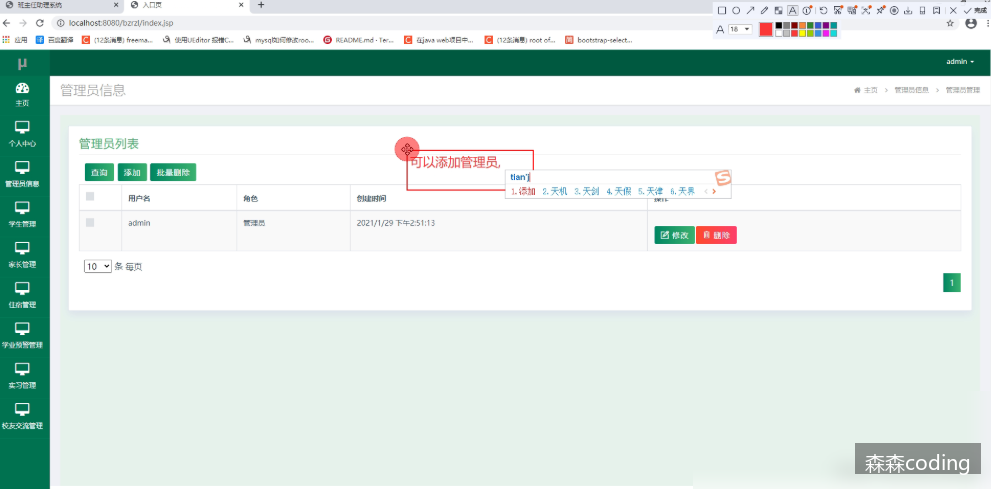 班主任助理系统
入口页
完成
localhost:8080/bzrzl/index.jsp
A 18
应用
百度翻译
(12条消息) freema...
使用UEditor 报错C...
mysql如何修改roo...
README.md · Ter...
在java web项目中...
(12条消息) root of...
bootstrap-select...
μ
admin
主页
个人中心
管理员信息
学生管理
家长管理
住宿管理
学业预警管理
实习管理
校友交流管理
管理员信息
主页 > 管理员信息 > 管理员管理
管理员列表
可以添加管理员,
tian'j
1.添加 2.天机 3.天剑 4.天假 5.天津 6.天界
查询 添加 批量删除
用户名 角色 创建时间
admin 管理员 2021/1/29 下午2:51:13
修改 删除
10 条 每页
1
森森coding